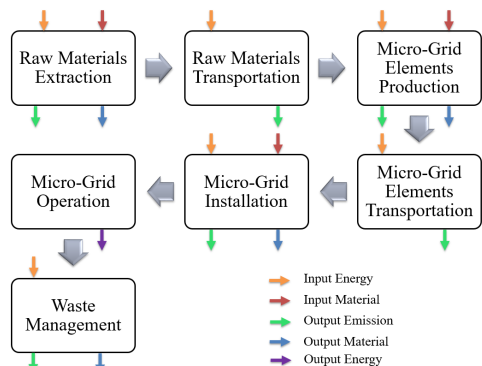 Raw Materials
Extraction
Raw Materials
Transportation
Micro-Grid
Elements
Production
Micro-Grid
Operation
Micro-Grid
Installation
Micro-Grid
Elements
Transportation
Waste
Management
Input Energy
Input Material
Output Emission
Output Material
Output Energy